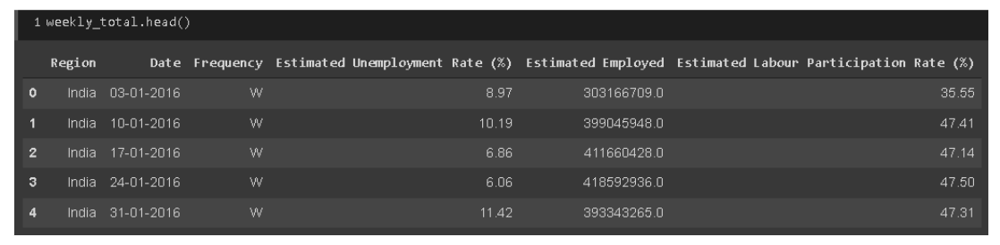 1 weekly_total.head()
Region Date Frequency Estimated Unemployment Rate (%) Estimated Employed Estimated Labour Participation Rate (%)
0 India 03-01-2016 W 8.97 303166709.0 35.55
1 India 10-01-2016 W 10.19 399045948.0 47.41
2 India 17-01-2016 W 6.86 411660428.0 47.14
3 India 24-01-2016 W 6.06 418592936.0 47.50
4 India 31-01-2016 W 11.42 393343265.0 47.31